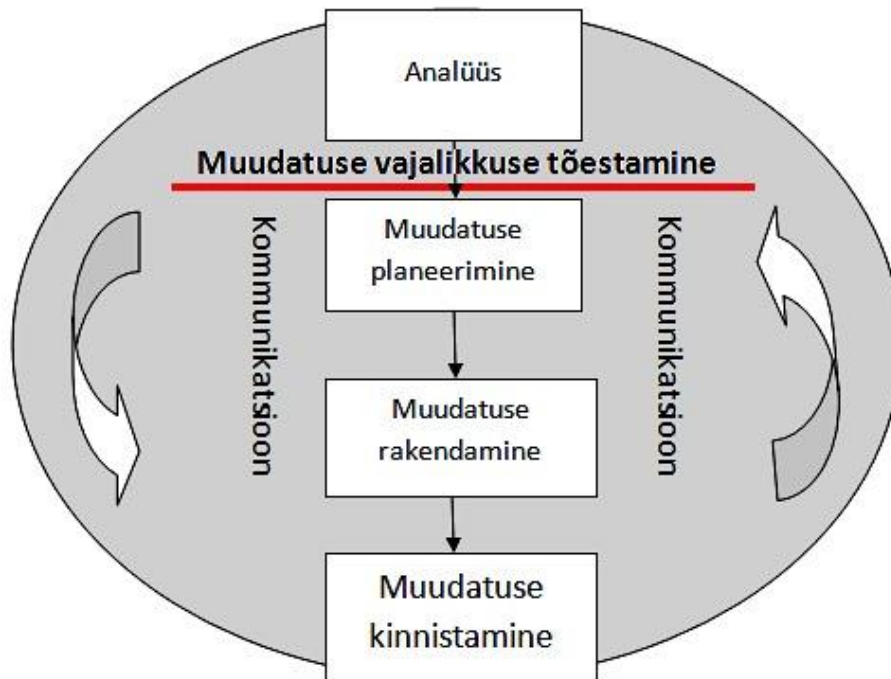 Analüüs
Muudatuse vajalikkuse tõestamine
Kommunikatsioon
Muudatuse
planeerimine
Kommunikatsioon
Muudatuse
rakendamine
Muudatuse
kinnistamine